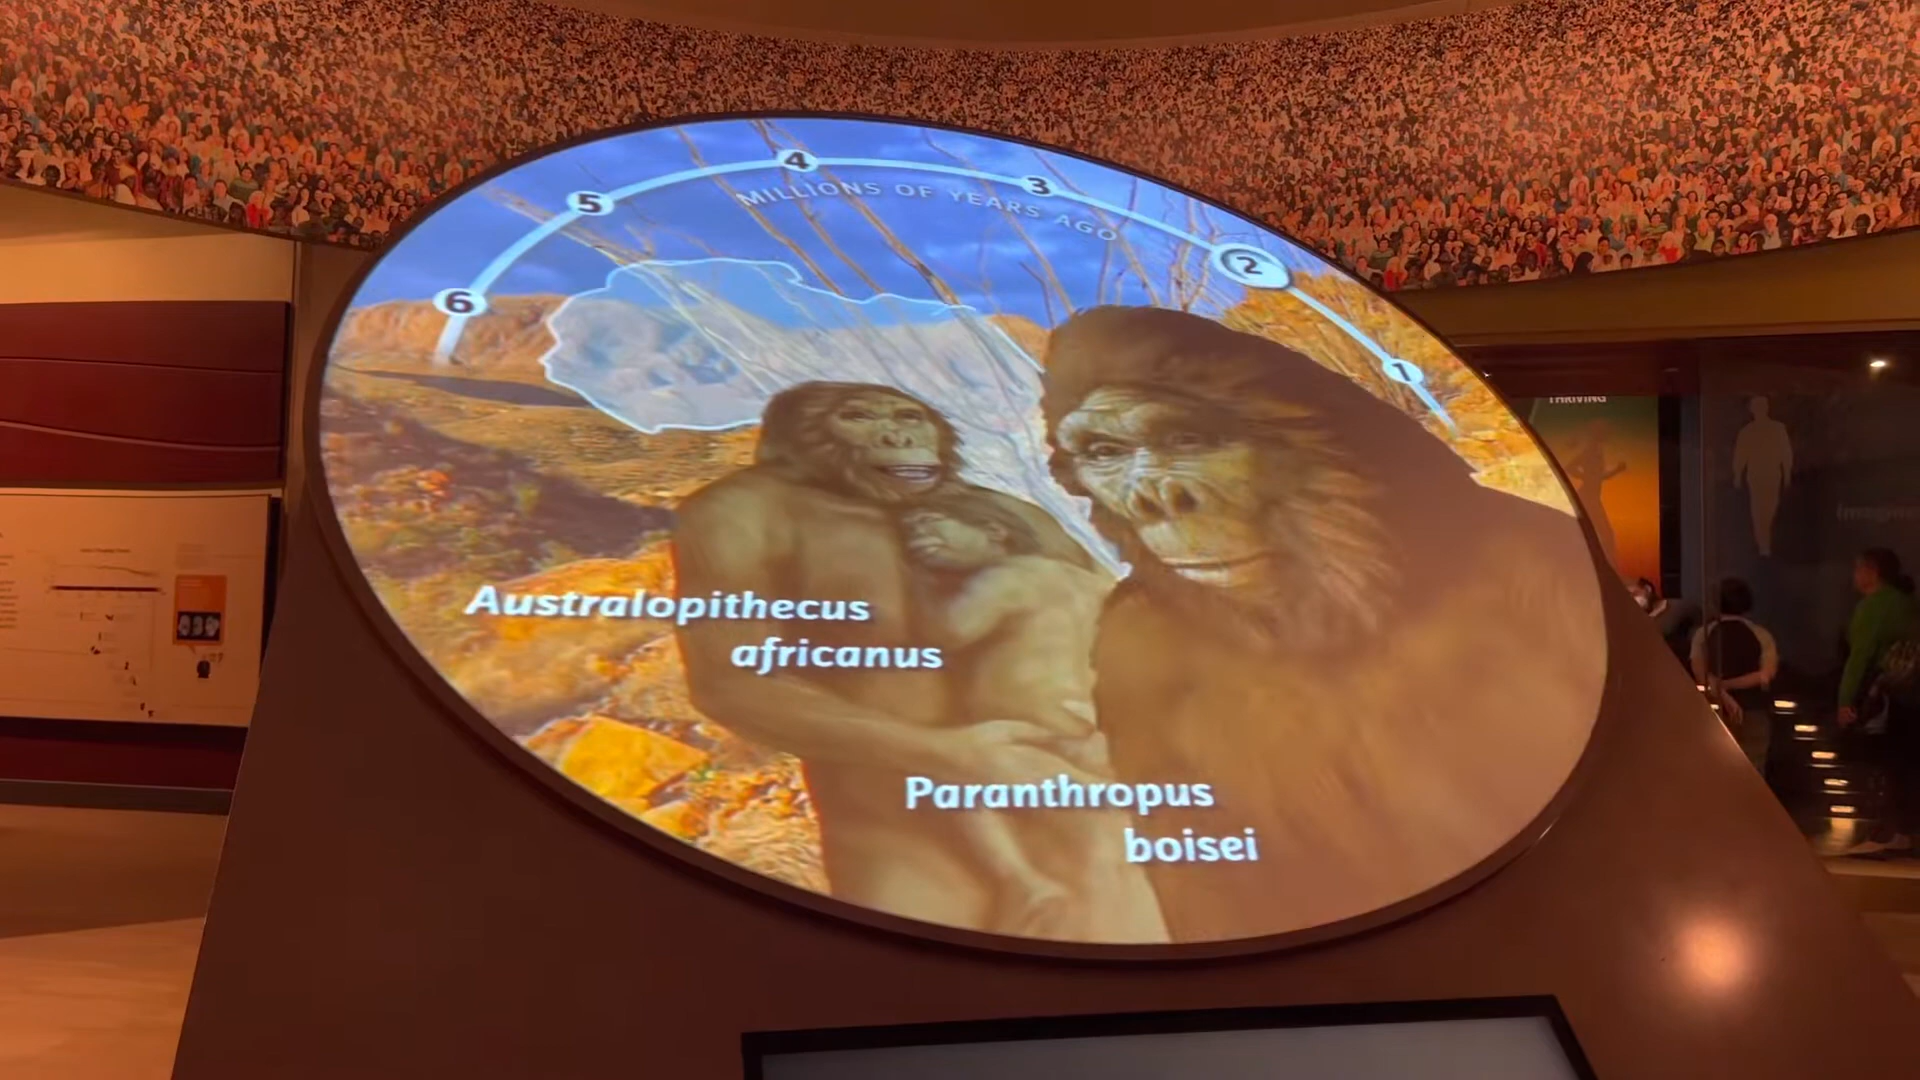 6
5
4
3
2
1
MILLIONS OF YEARS AGO
Australopithecus
africanus
Paranthropus
boisei
THRIVING